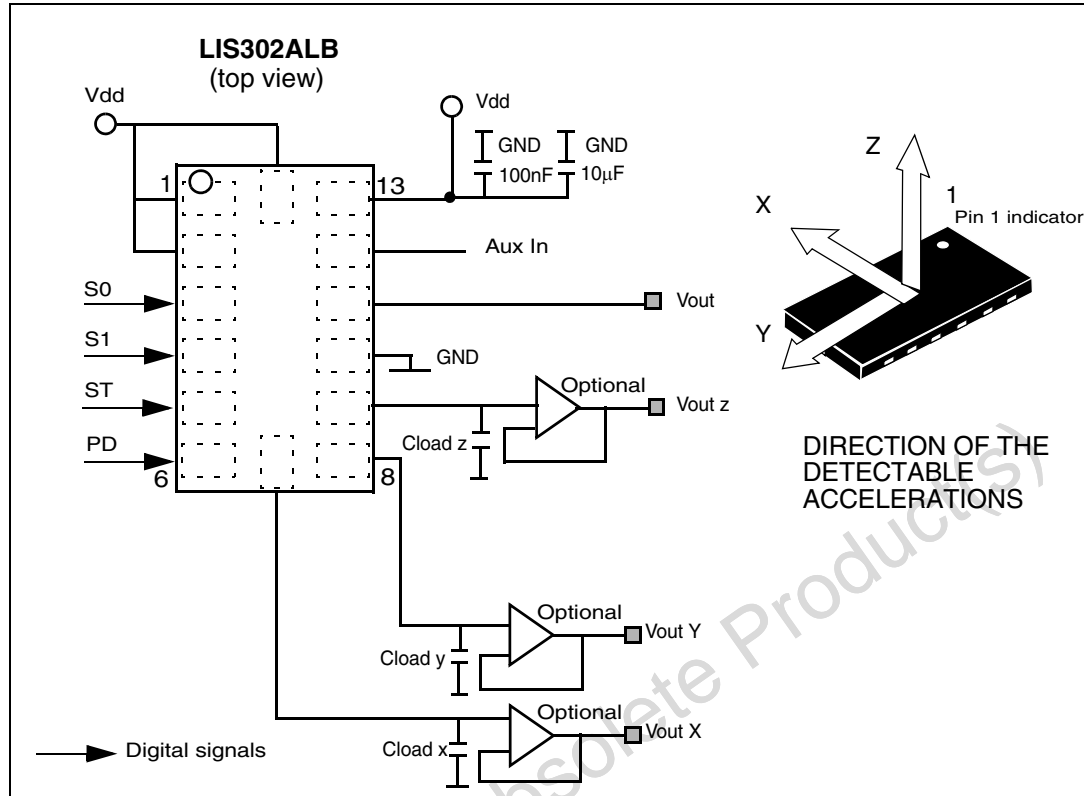 LIS302ALB
(top view)
Vdd
Vdd
GND
GND
100nF
10µF
1
13
Aux In
S0
Vout
S1
GND
ST
Optional
Vout z
Cload z
PD
6
8
Optional
Vout Y
Cload y
Optional
Vout X
Cload x
Digital signals
Z
X
1
Pin 1 indicator
Y
DIRECTION OF THE
DETECTABLE
ACCELERATIONS
bsolete Product(s)